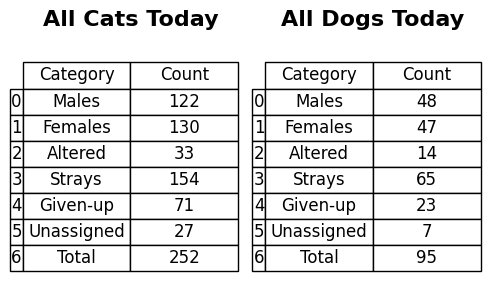 All Cats Today
Category Count
0 Males 122
1 Females 130
2 Altered 33
3 Strays 154
4 Given-up 71
5 Unassigned 27
6 Total 252
All Dogs Today
Category Count
0 Males 48
1 Females 47
2 Altered 14
3 Strays 65
4 Given-up 23
5 Unassigned 7
6 Total 95